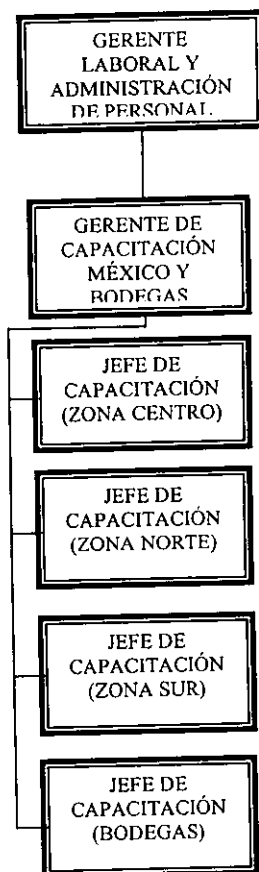 GERENTE
LABORAL Y
ADMINISTRACIÓN
DE PERSONAL
GERENTE DE
CAPACITACIÓN
MÉXICO Y
BODEGAS
JEFE DE
CAPACITACIÓN
(ZONA CENTRO)
JEFE DE
CAPACITACIÓN
(ZONA NORTE)
JEFE DE
CAPACITACIÓN
(ZONA SUR)
JEFE DE
CAPACITACIÓN
(BODEGAS)